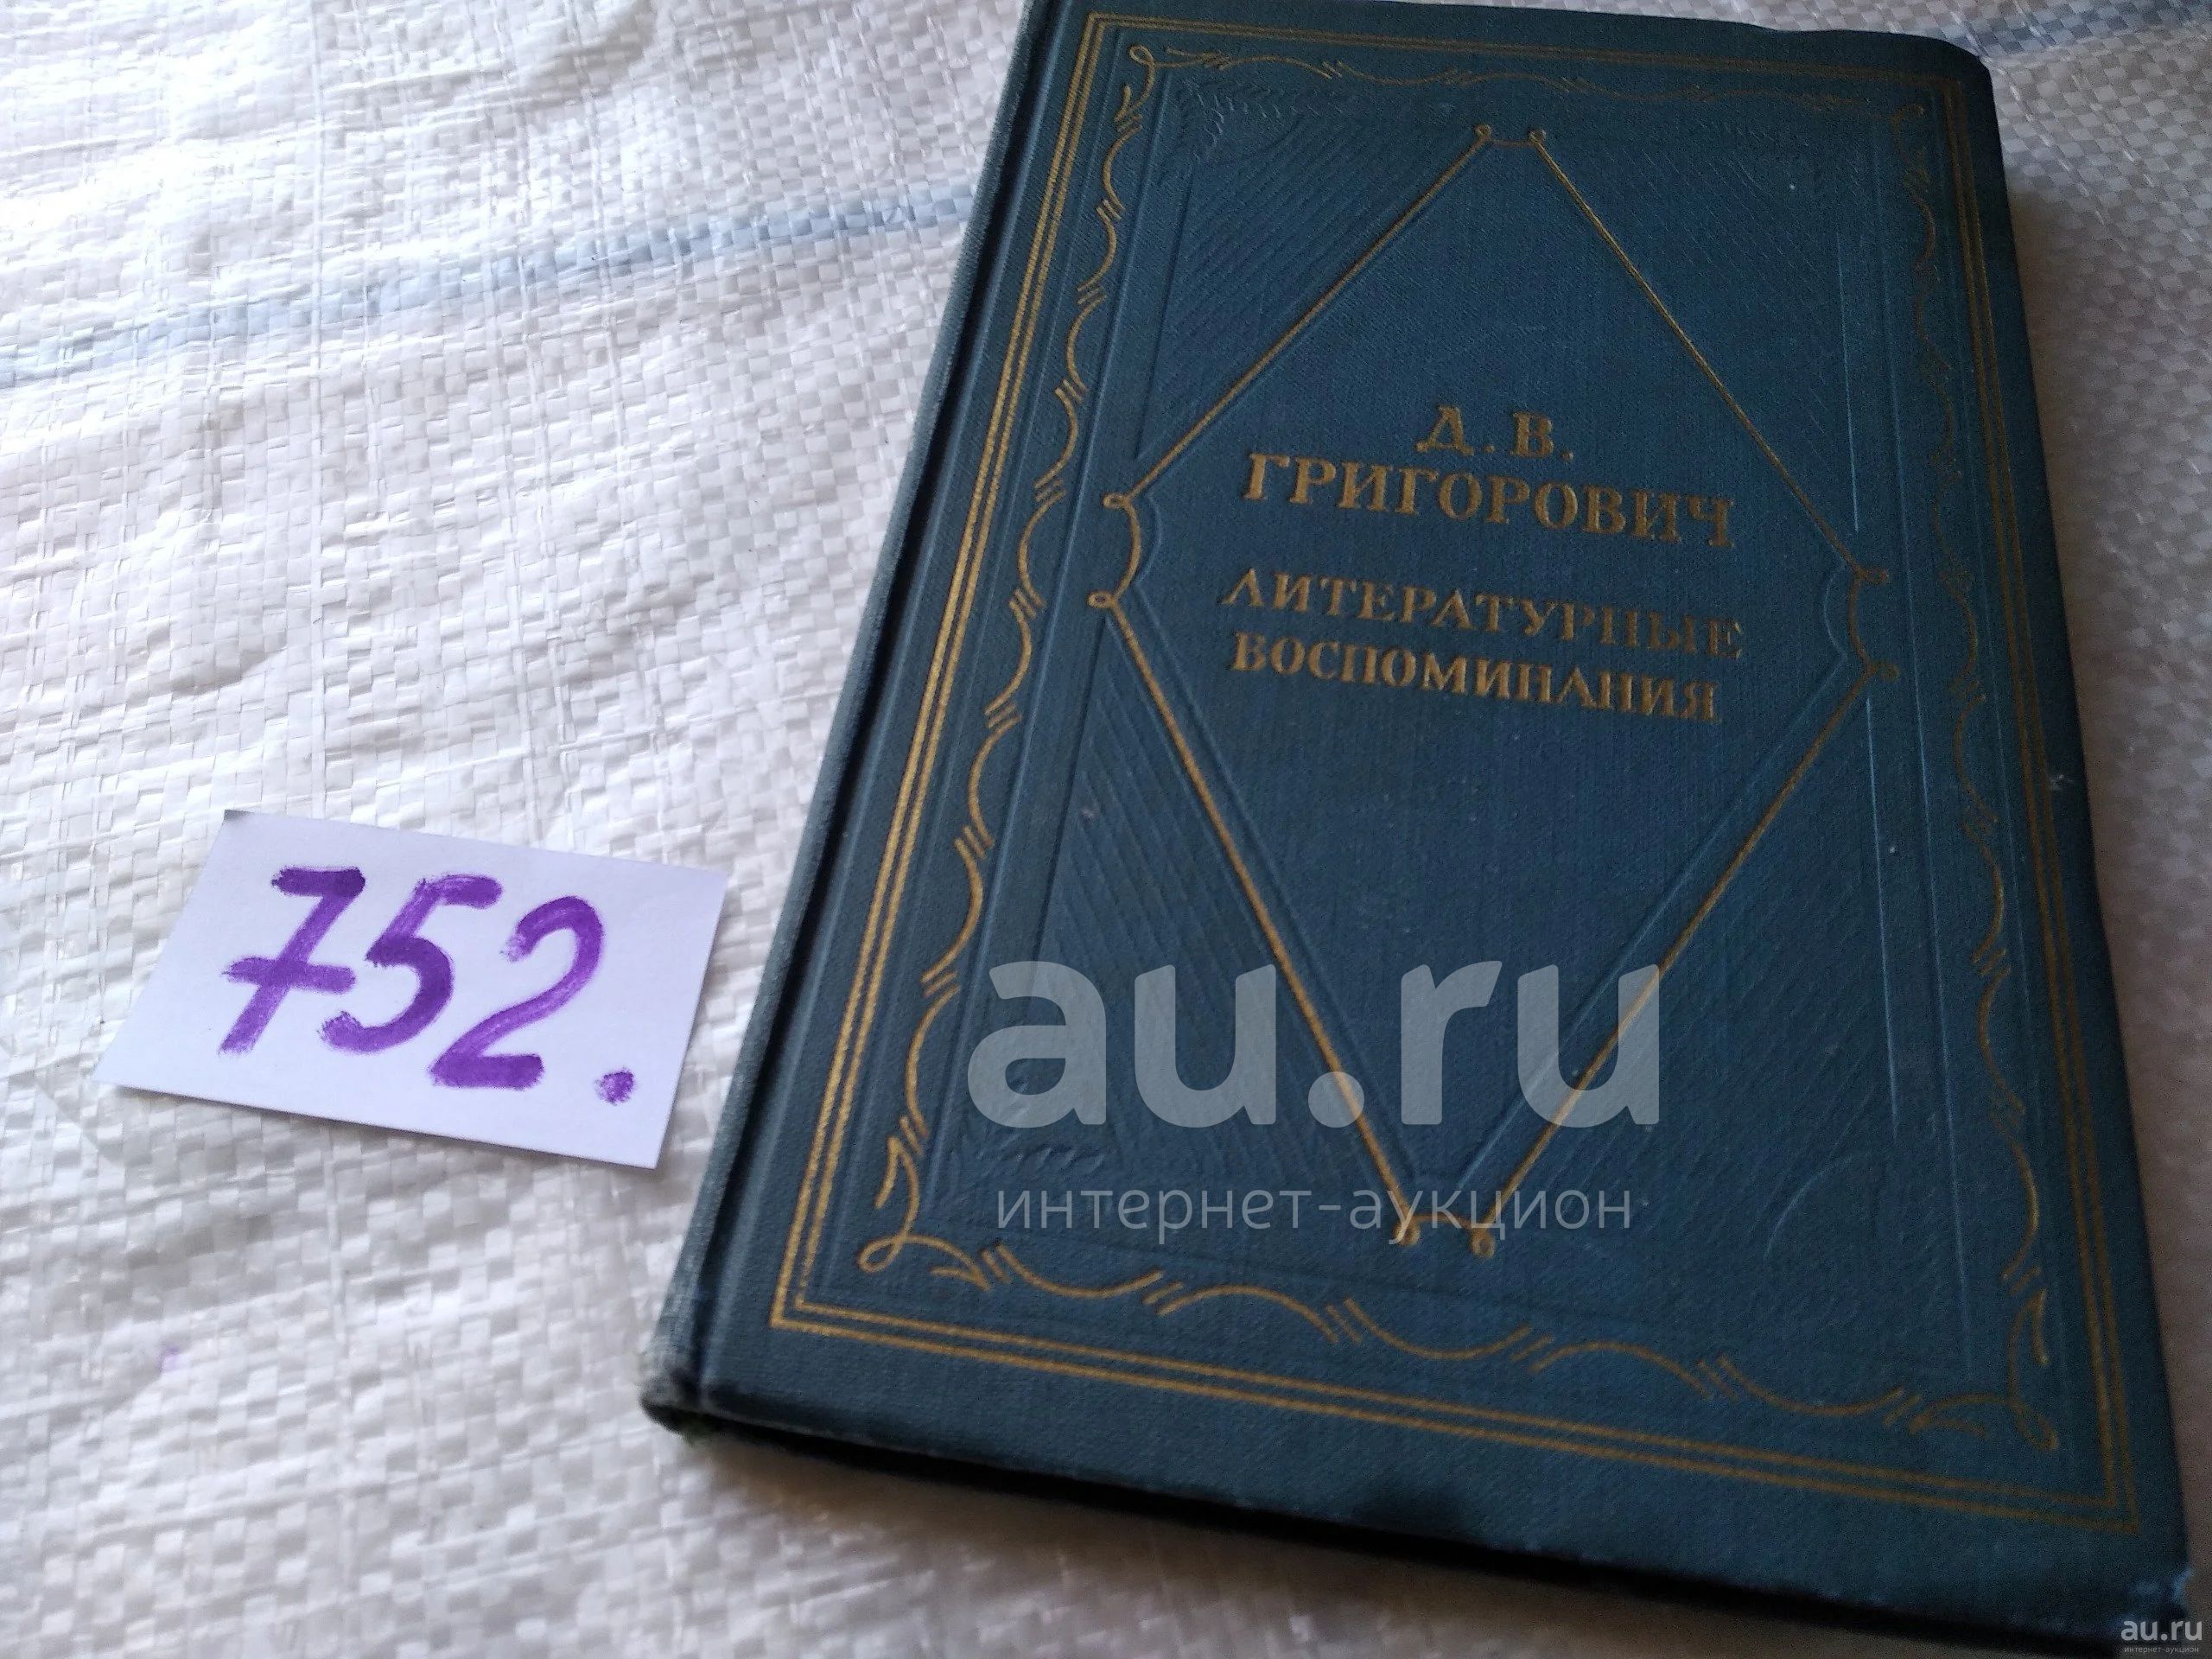 Д. В.
ГРИГОРОВИЧ
ЛИТЕРАТУРНЫЕ
ВОСПОМИНАНИЯ
752.
au.ru
интернет-аукцион
au.ru
интернет-аукцион